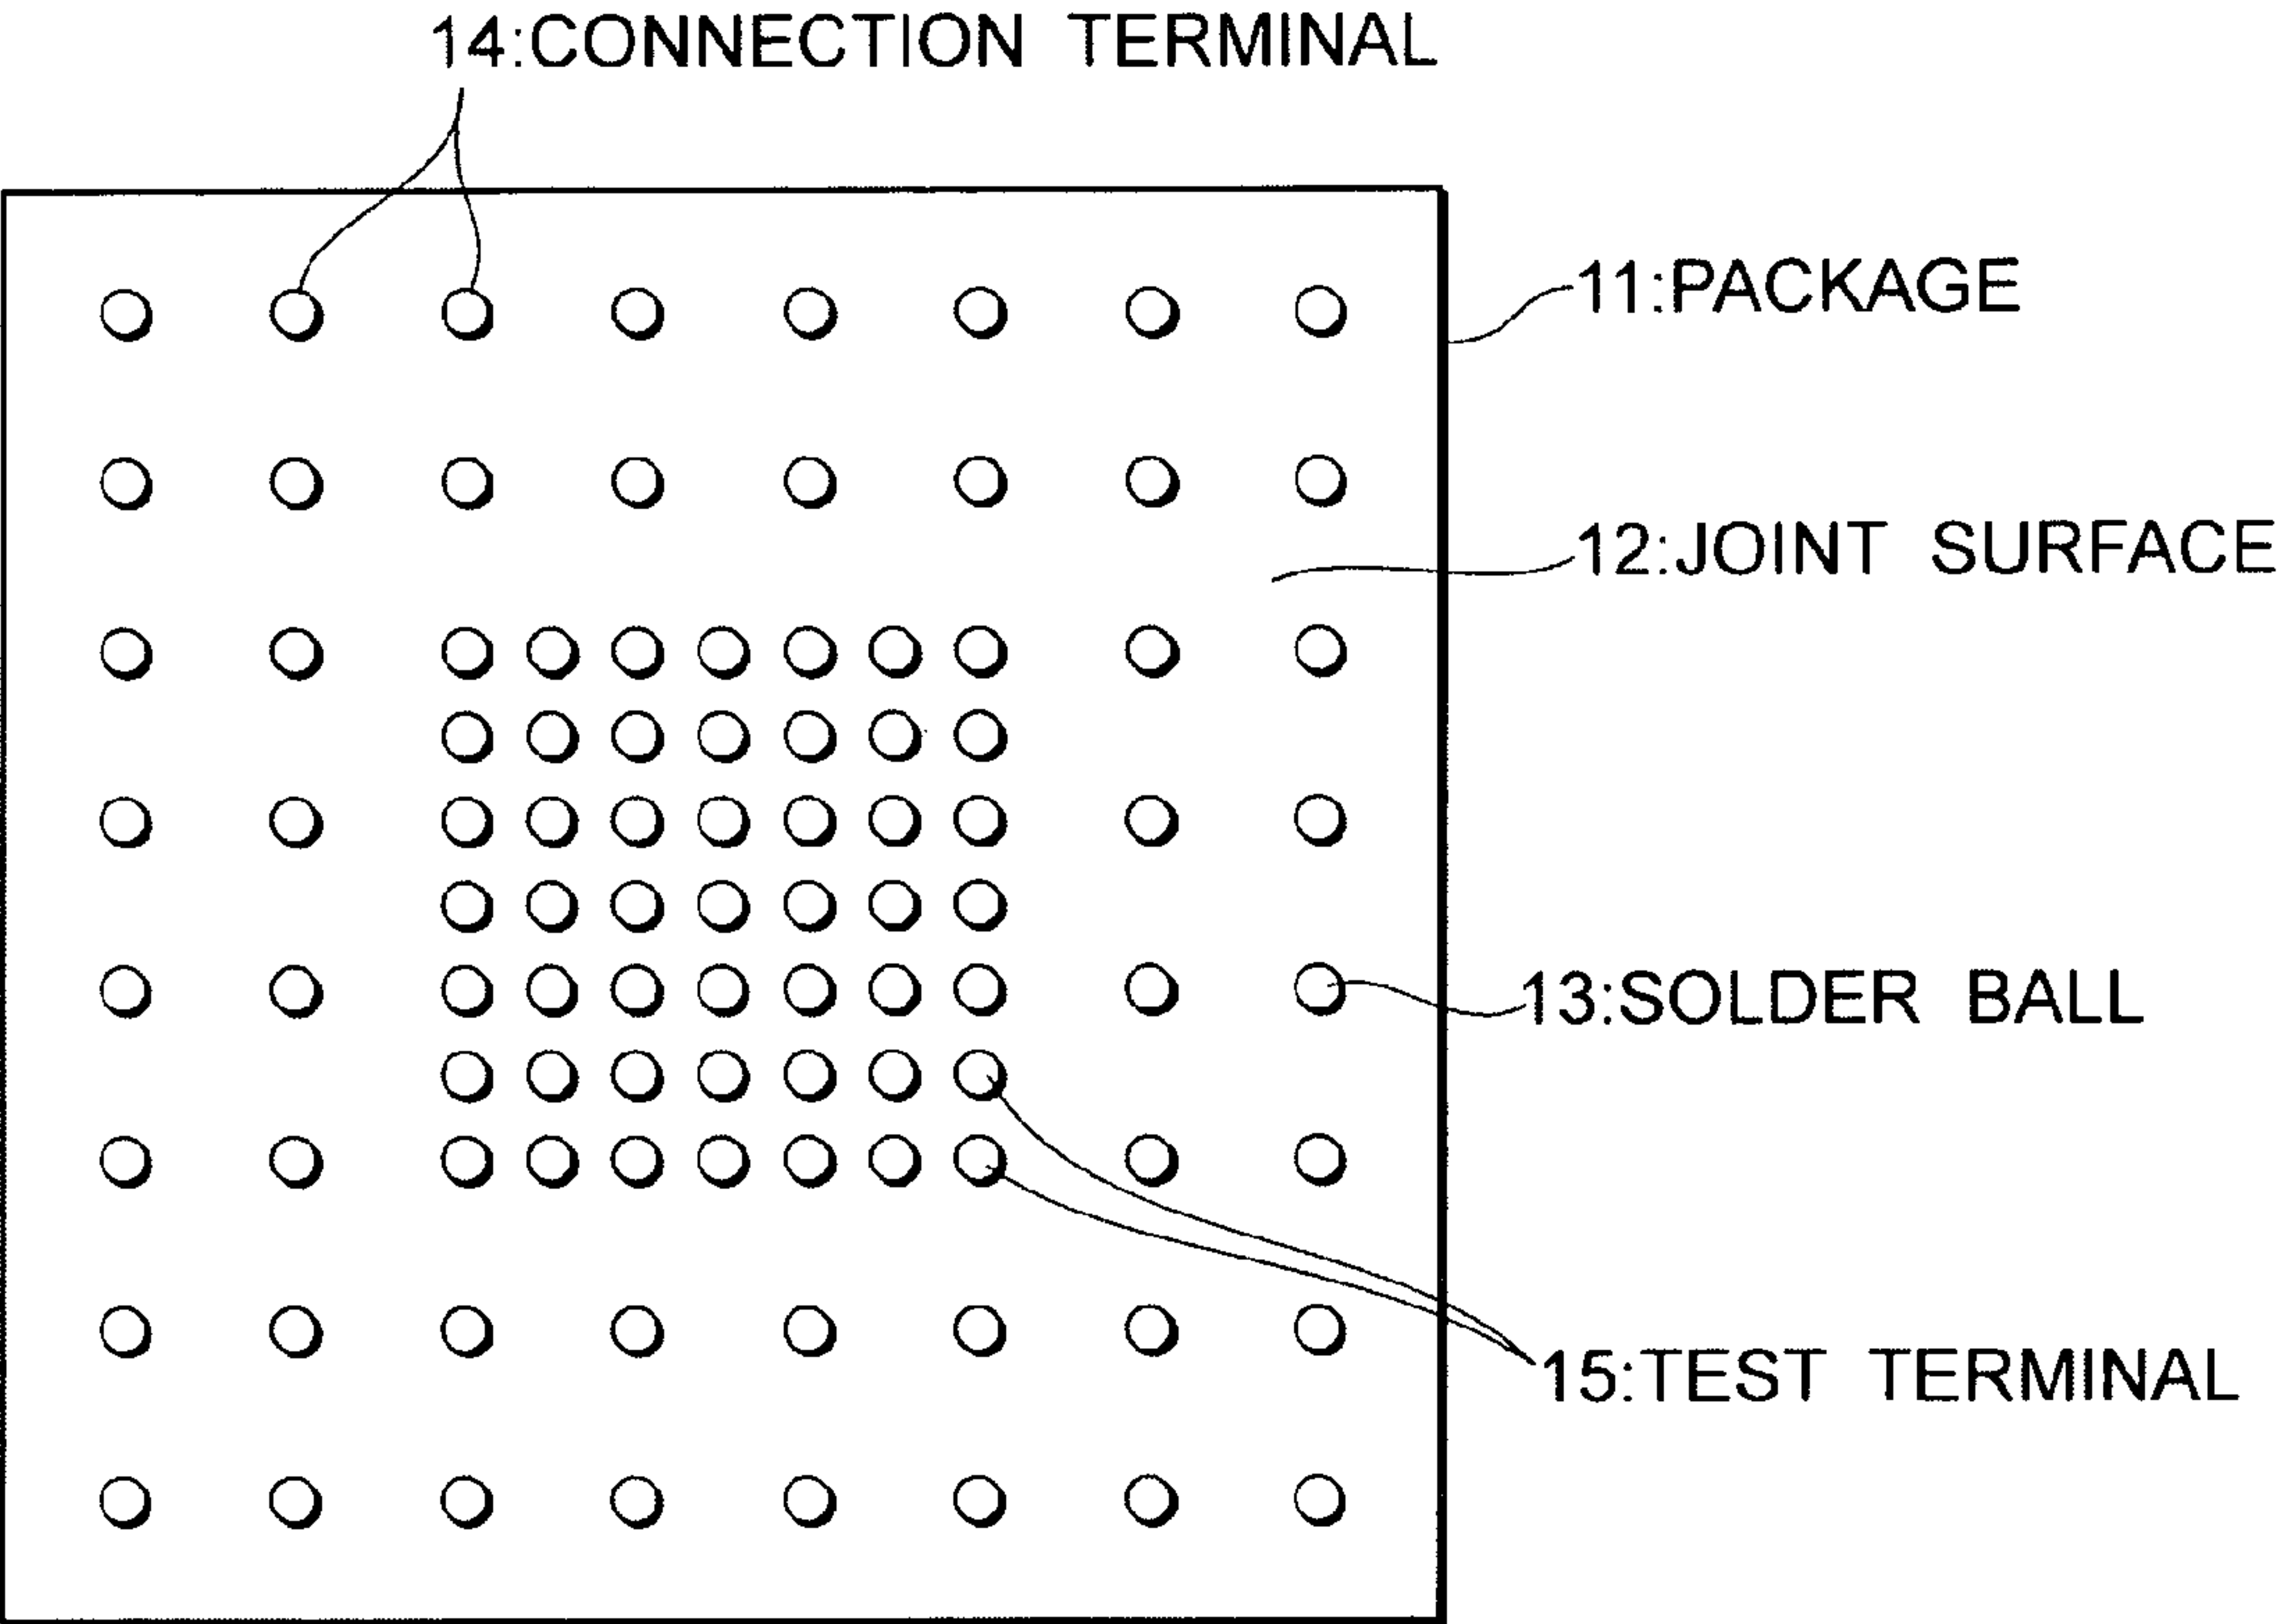 14:CONNECTION TERMINAL
11:PACKAGE
12:JOINT SURFACE
13:SOLDER BALL
15:TEST TERMINAL